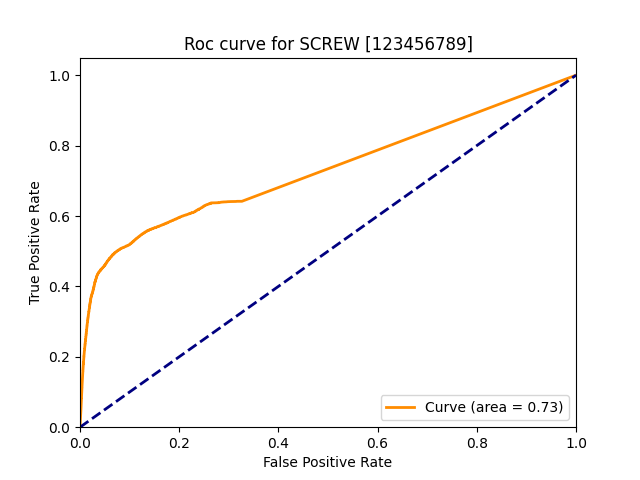 Roc curve for SCREW [123456789]
True Positive Rate
1.0
0.8
0.6
0.4
0.2
0.0
0.0 0.2 0.4 0.6 0.8 1.0
False Positive Rate
Curve (area = 0.73)